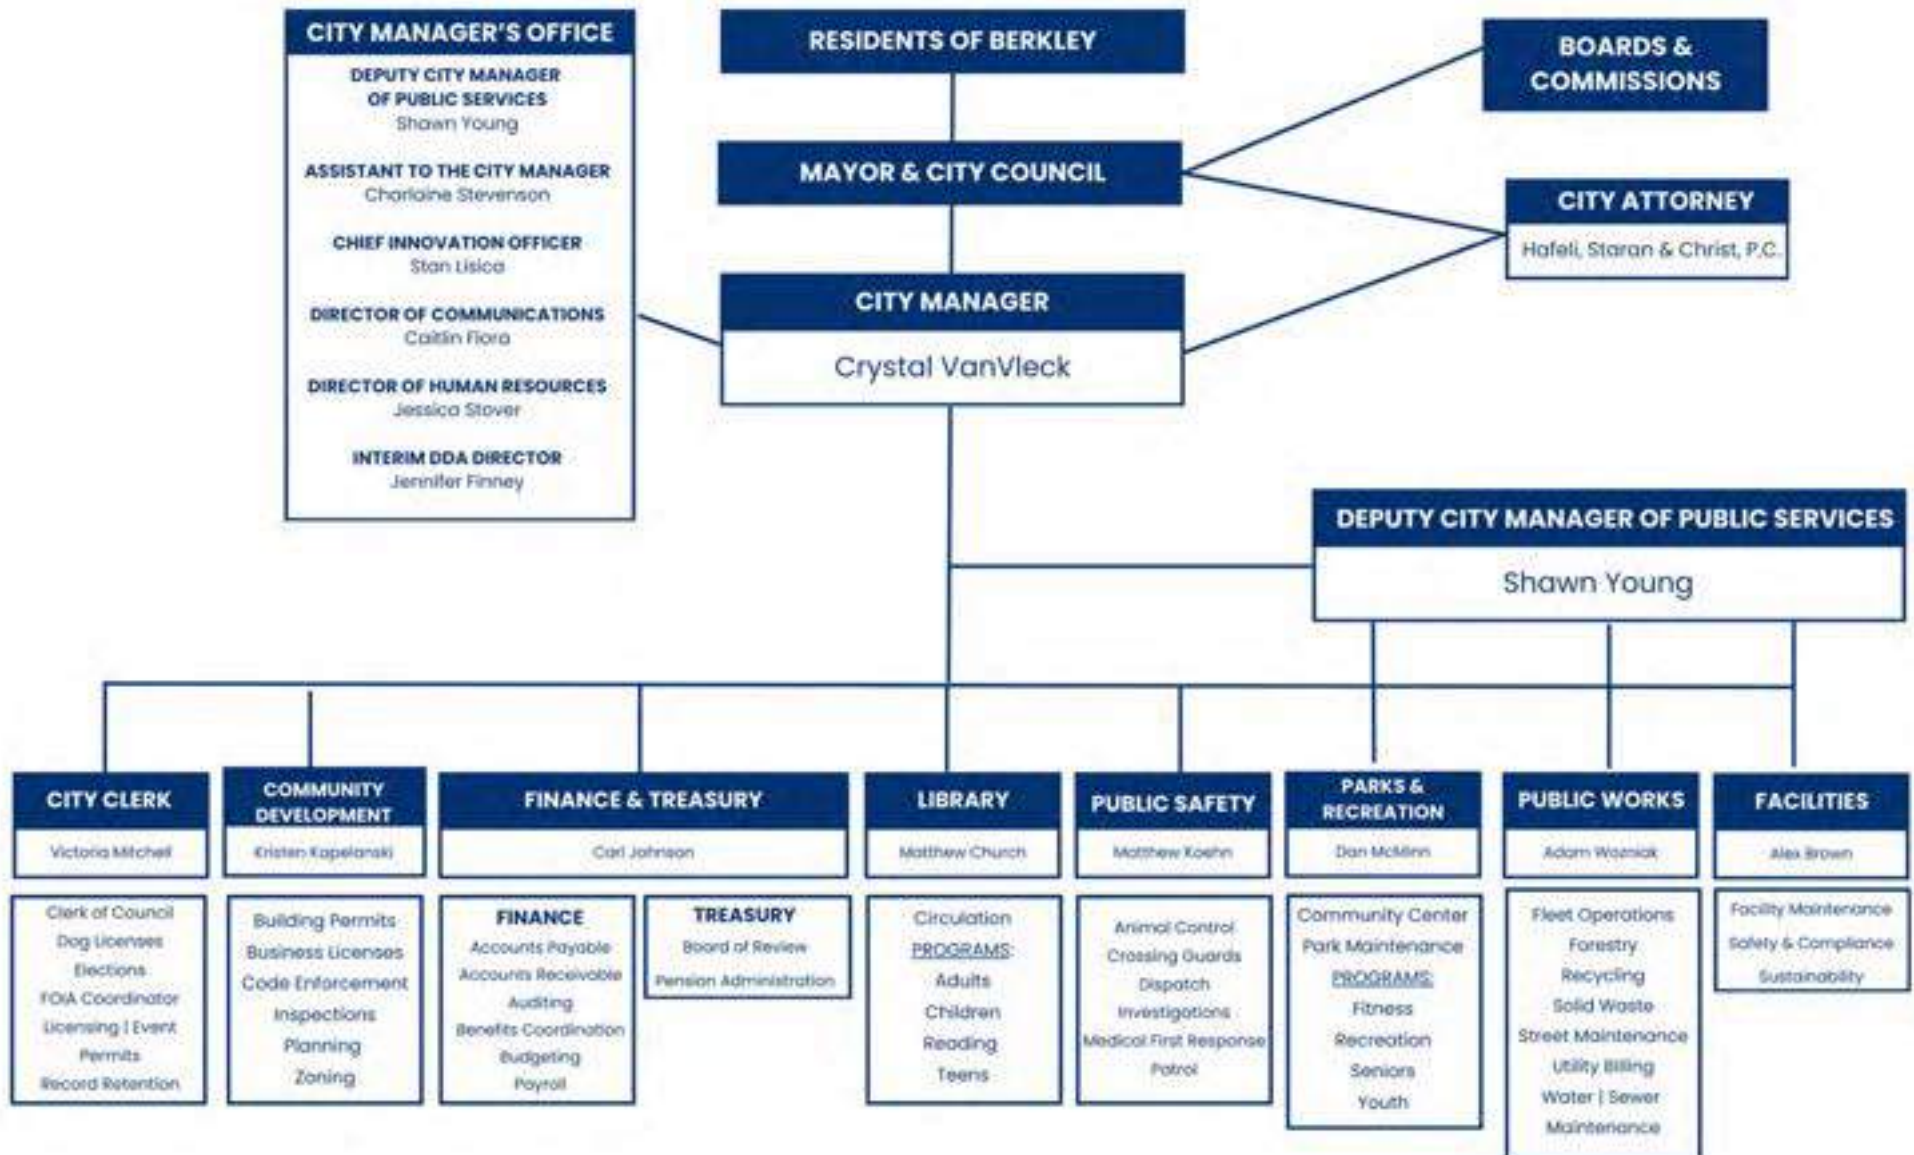 CITY MANAGER'S OFFICE
DEPUTY CITY MANAGER
OF PUBLIC SERVICES
Shawn Young
ASSISTANT TO THE CITY MANAGER
Charlaine Stevenson
CHIEF INNOVATION OFFICER
Stan Lisica
DIRECTOR OF COMMUNICATIONS
Caitlin Flora
DIRECTOR OF HUMAN RESOURCES
Jessica Stover
INTERIM DDA DIRECTOR
Jennifer Finney
RESIDENTS OF BERKLEY
MAYOR & CITY COUNCIL
BOARDS &
COMMISSIONS
CITY ATTORNEY
Hafeli, Staran & Christ, P.C.
CITY MANAGER
Crystal VanVleck
DEPUTY CITY MANAGER OF PUBLIC SERVICES
Shawn Young
CITY CLERK
Victoria Mitchell
Clerk of Council
Dog Licenses
Elections
FOIA Coordinator
Licensing | Event
Permits
Record Retention
COMMUNITY
DEVELOPMENT
Kristen Kapelanski
Building Permits
Business Licenses
Code Enforcement
Inspections
Planning
Zoning
FINANCE & TREASURY
Carl Johnson
FINANCE
Accounts Payable
Accounts Receivable
Auditing
Benefits Coordination
Budgeting
Payroll
TREASURY
Board of Review
Pension Administration
LIBRARY
Matthew Church
Circulation
PROGRAMS:
Adults
Children
Reading
Teens
PUBLIC SAFETY
Matthew Koehn
Animal Control
Crossing Guards
Dispatch
Investigations
Medical First Response
Patrol
PARKS &
RECREATION
Dan McMinn
Community Center
Park Maintenance
PROGRAMS:
Fitness
Recreation
Seniors
Youth
PUBLIC WORKS
Adam Wozniak
Fleet Operations
Forestry
Recycling
Solid Waste
Street Maintenance
Utility Billing
Water | Sewer
Maintenance
FACILITIES
Alex Brown
Facility Maintenance
Safety & Compliance
Sustainability